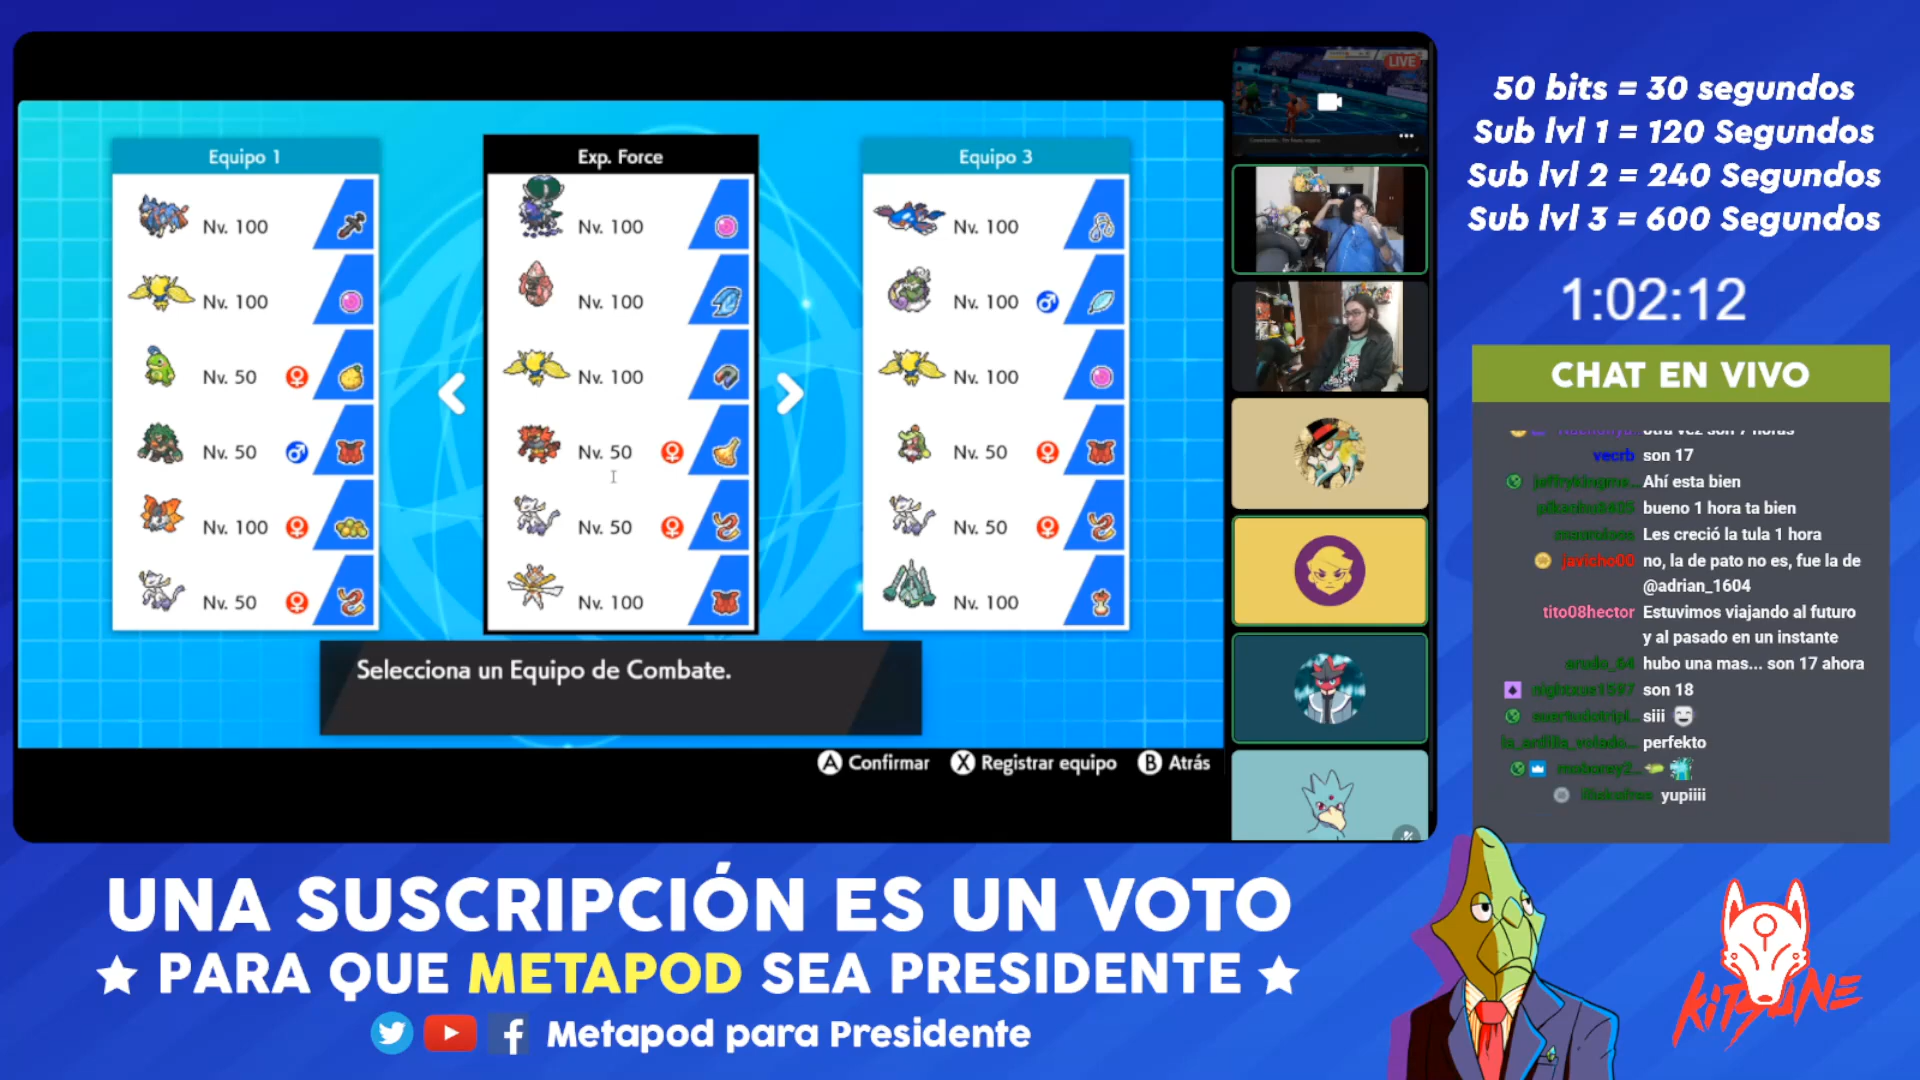 LIVE
Equipo 1
Nv. 100
Nv. 100
Nv. 50
Nv. 50
Nv. 100
Nv. 50
Exp. Force
Nv. 100
Nv. 100
Nv. 100
Nv. 50
Nv. 50
Nv. 100
Equipo 3
Nv. 100
Nv. 100
Nv. 100
Nv. 50
Nv. 50
Nv. 100
Selecciona un Equipo de Combate.
A Confirmar X Registrar equipo B Atrás
50 bits = 30 segundos
Sub lvl 1 = 120 Segundos
Sub lvl 2 = 240 Segundos
Sub lvl 3 = 600 Segundos
1:02:12
CHAT EN VIVO
otra vez son 7 horas
vecrb son 17
Ahí esta bien
bueno 1 hora ta bien
Les creció la tula 1 hora
javicho00 no, la de pato no es, fue la de
@adrian_1604
tito08hector Estuvimos viajando al futuro
y al pasado en un instante
hubo una mas... son 17 ahora
son 18
siii
perfekto
yupiiii
UNA SUSCRIPCIÓN ES UN VOTO
PARA QUE METAPOD SEA PRESIDENTE
Metapod para Presidente
KITSUNE